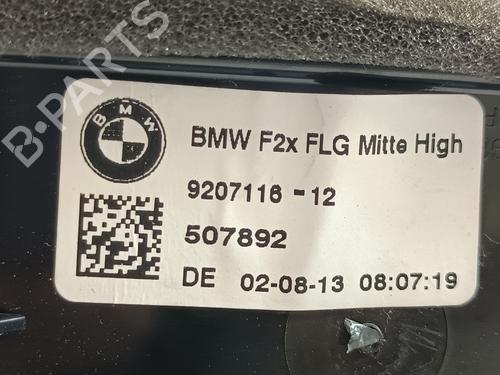 B-PARTS
BMW
BMW F2x FLG Mitte High
9207116 - 12
507892
DE 02-08-13 08:07:19